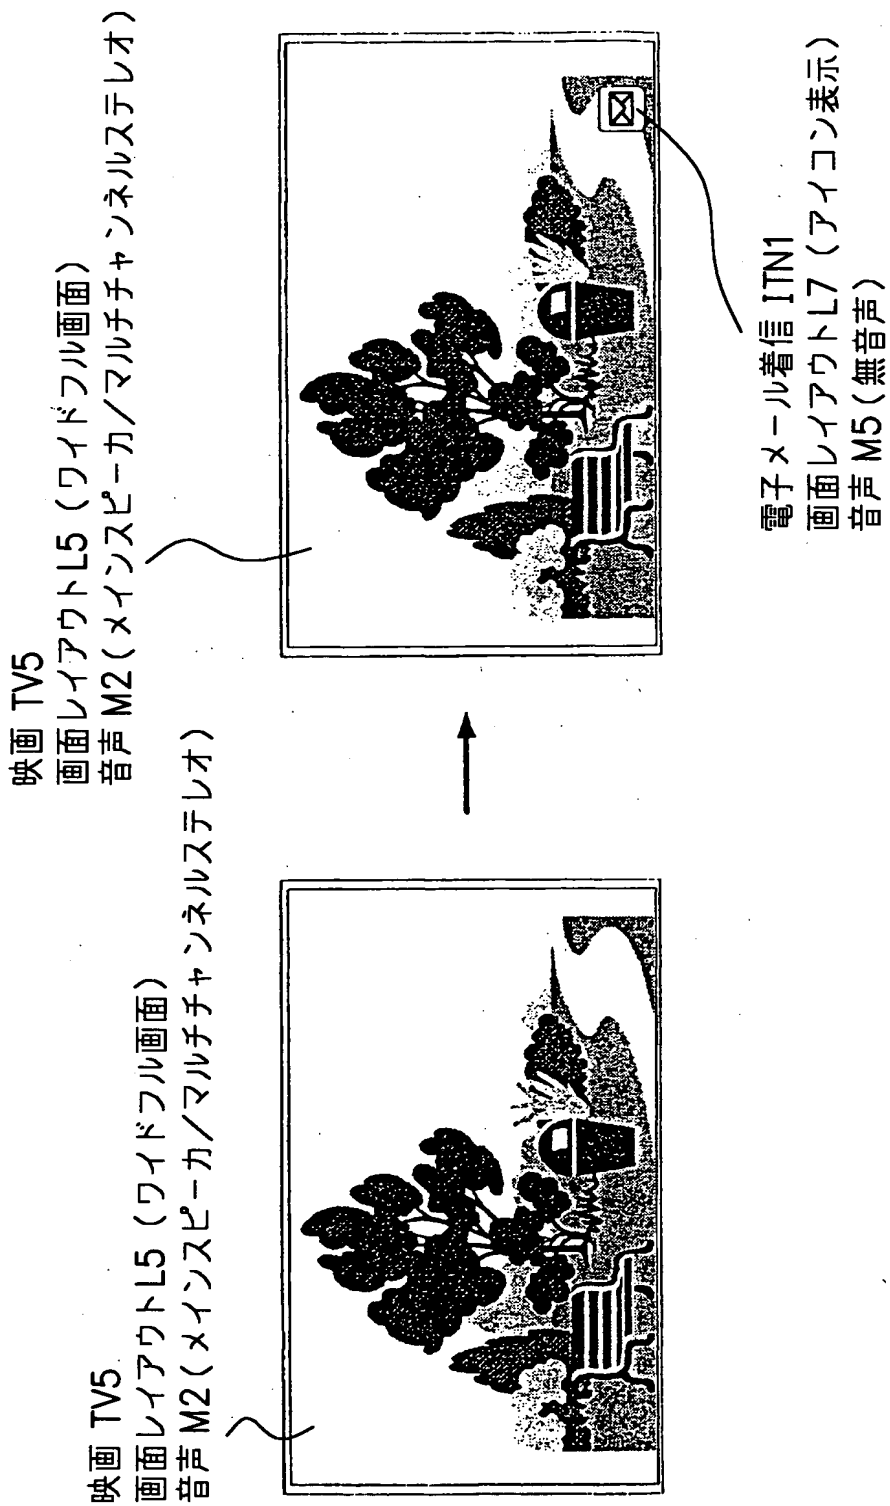 映画 TV5
画面レイアウトL5 (ワイドフル画面)
音声 M2(メインスピーカ/マルチチャンネルステレオ)
映画 TV5
画面レイアウトL5 (ワイドフル画面)
音声 M2(メインスピーカ/マルチチャンネルステレオ)
電子メール着信 ITN1
画面レイアウトL7 (アイコン表示)
音声 M5(無音声)